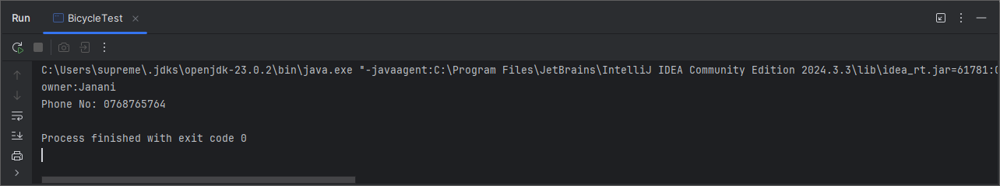 Run BicycleTest
C:\Users\supreme\.jdks\openjdk-23.0.2\bin\java.exe "-javaagent:C:\Program Files\JetBrains\IntelliJ IDEA Community Edition 2024.3.3\lib\idea_rt.jar=61781:C
owner:Janani
Phone No: 0768765764
Process finished with exit code 0